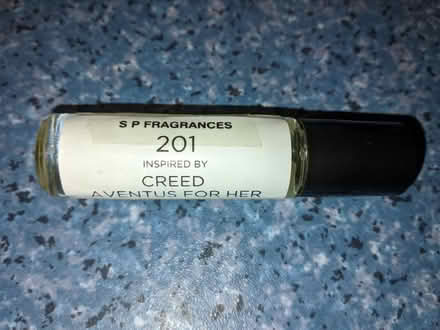 S P FRAGRANCES
201
INSPIRED BY
CREED
AVENTUS FOR HER